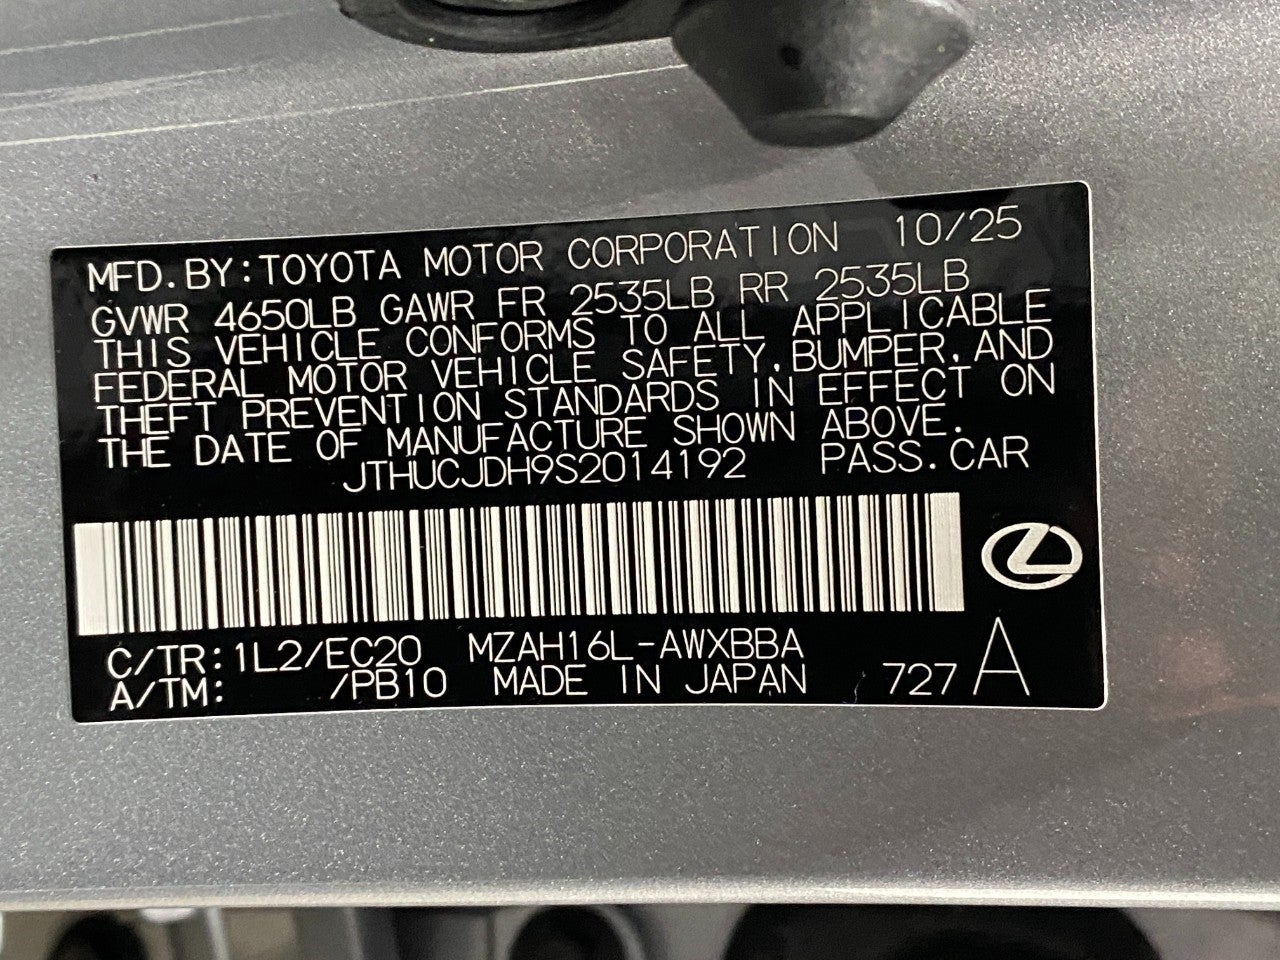 MFD.BY:TOYOTA MOTOR CORPORATION 10/25
GVWR 4650LB GAWR FR 2535LB RR 2535LB
THIS VEHICLE CONFORMS TO ALL APPLICABLE
FEDERAL MOTOR VEHICLE SAFETY,BUMPER,AND
THEFT PREVENTION STANDARDS IN EFFECT ON
THE DATE OF MANUFACTURE SHOWN ABOVE.
JTHUCJDH9S2014192 PASS.CAR
C/TR:1L2/EC20 MZAH16L-AWXBBA
A/TM: /PB10 MADE IN JAPAN 727 A